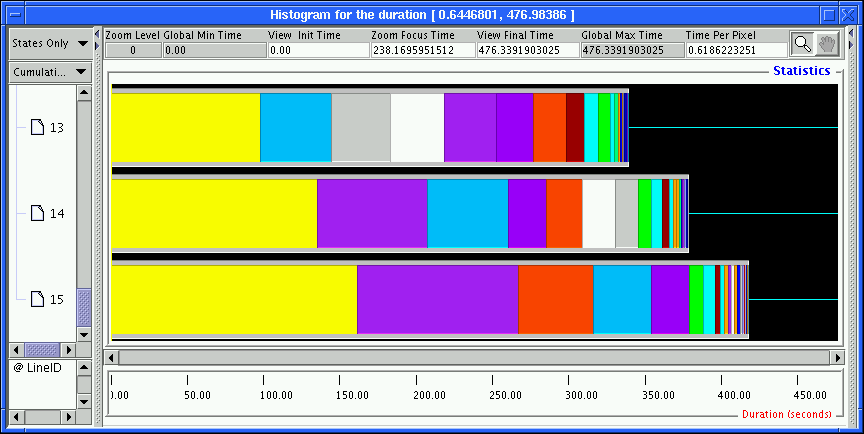 Histogram for the duration [ 0.6446801, 476.98386 ]
States Only
Cumulati...
Zoom Level Global Min Time View Init Time Zoom Focus Time View Final Time Global Max Time Time Per Pixel
0 0.00 0.00 238.1695951512 476.3391903025 476.3391903025 0.6186223251
Statistics
13
14
15
@ LineID
).00 50.00 100.00 150.00 200.00 250.00 300.00 350.00 400.00 450.00
Duration (seconds)